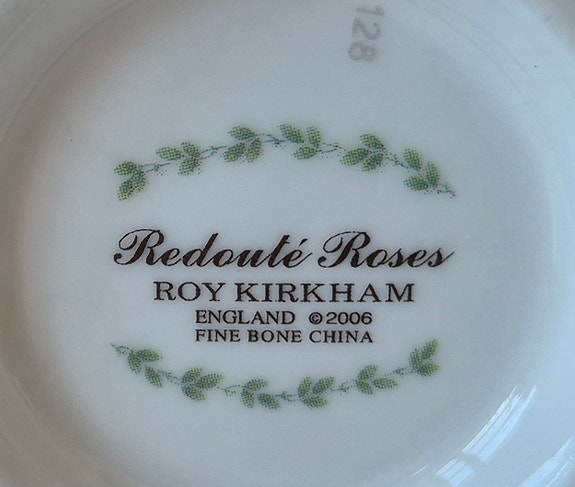 128
Redouté Roses
ROY KIRKHAM
ENGLAND ©2006
FINE BONE CHINA